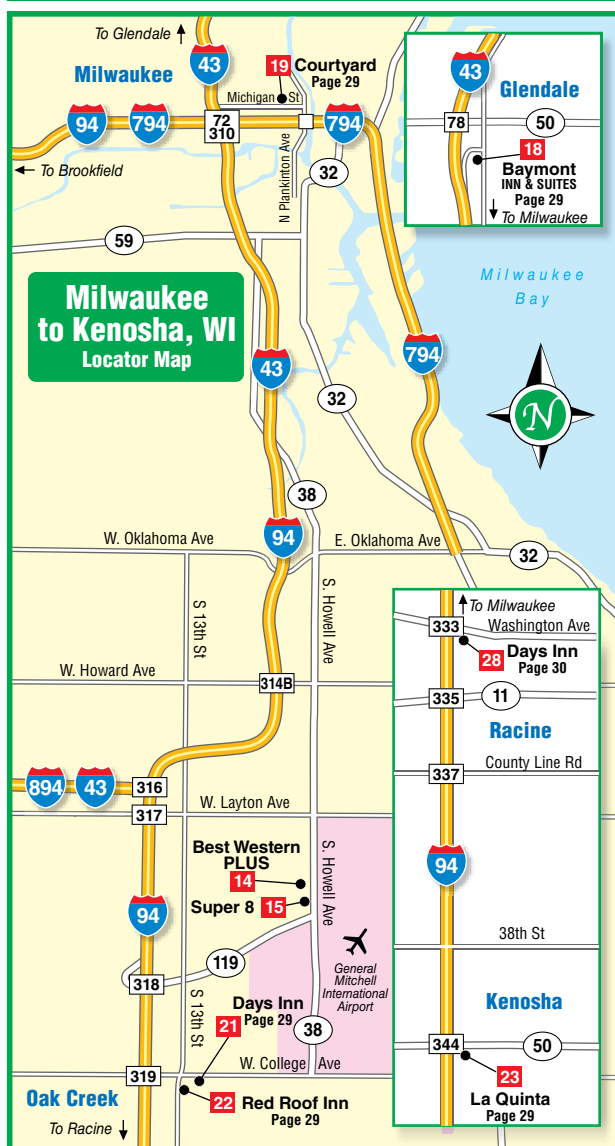 To Glendale
Milwaukee
43
19 Courtyard
Page 29
Michigan St
94
794
72
310
794
To Brookfield
N Plankinton Ave
32
59
43
Glendale
78
50
18
Baymont
INN & SUITES
Page 29
To Milwaukee
Milwaukee
Bay
Milwaukee
to Kenosha, WI
Locator Map
43
794
32
N
38
94
W. Oklahoma Ave
E. Oklahoma Ave
32
S 13th St
S. Howell Ave
W. Howard Ave
314B
894
43
316
317
W. Layton Ave
Best Western
PLUS
14
Super 8 15
S. Howell Ave
94
119
318
General
Mitchell
International
Airport
S 13th St
Days Inn
Page 29
21
38
W. College Ave
319
Oak Creek
22 Red Roof Inn
Page 29
To Racine
To Milwaukee
333
Washington Ave
28 Days Inn
Page 30
335
11
Racine
County Line Rd
337
94
38th St
Kenosha
344
50
23
La Quinta
Page 29